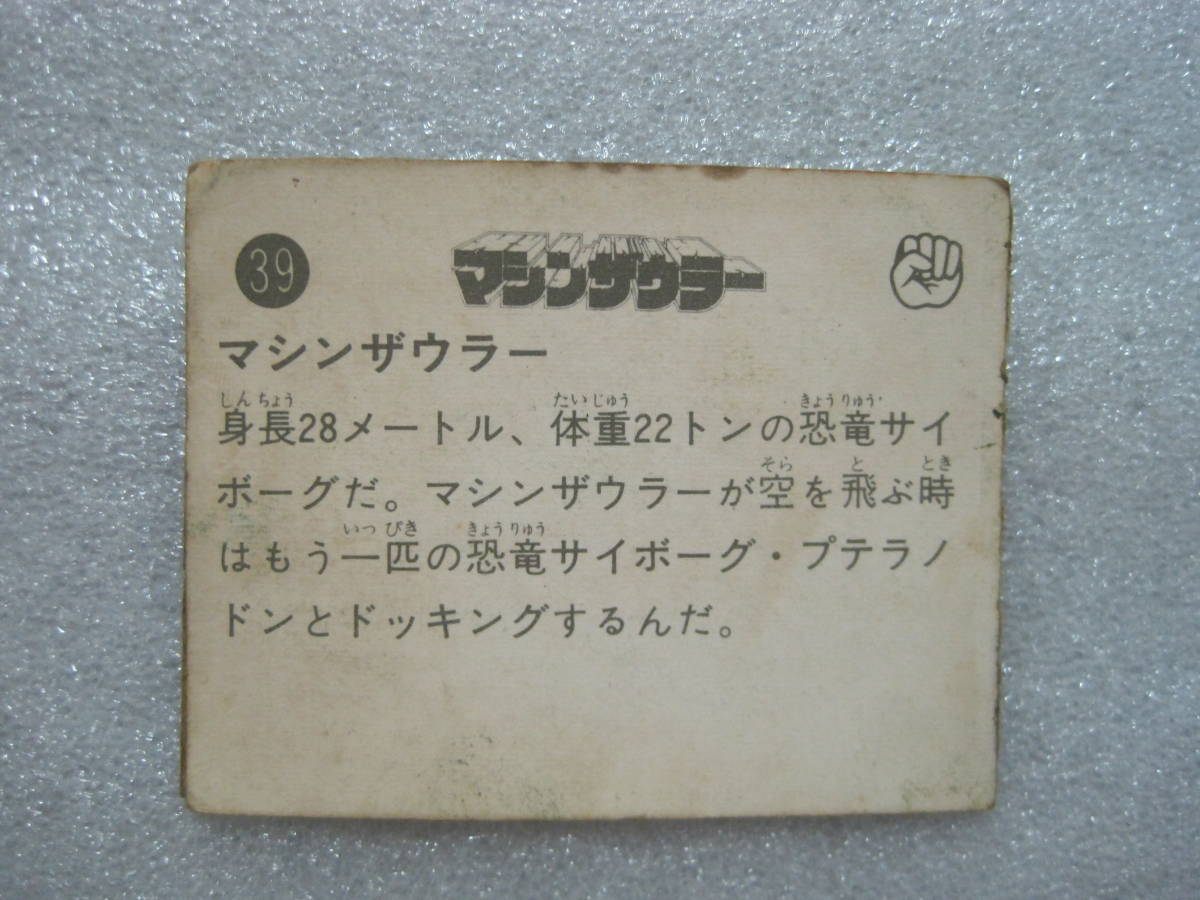 39
マシンザウラー
マシンザウラー
しんちょう たいじゅう きょうりゅう
身長28メートル、体重22トンの恐竜サイ
そら と とき
ボーグだ。マシンザウラーが空を飛ぶ時
いっ ぴき きょうりゅう
はもう一匹の恐竜サイボーグ・プテラノ
ドンとドッキングするんだ。